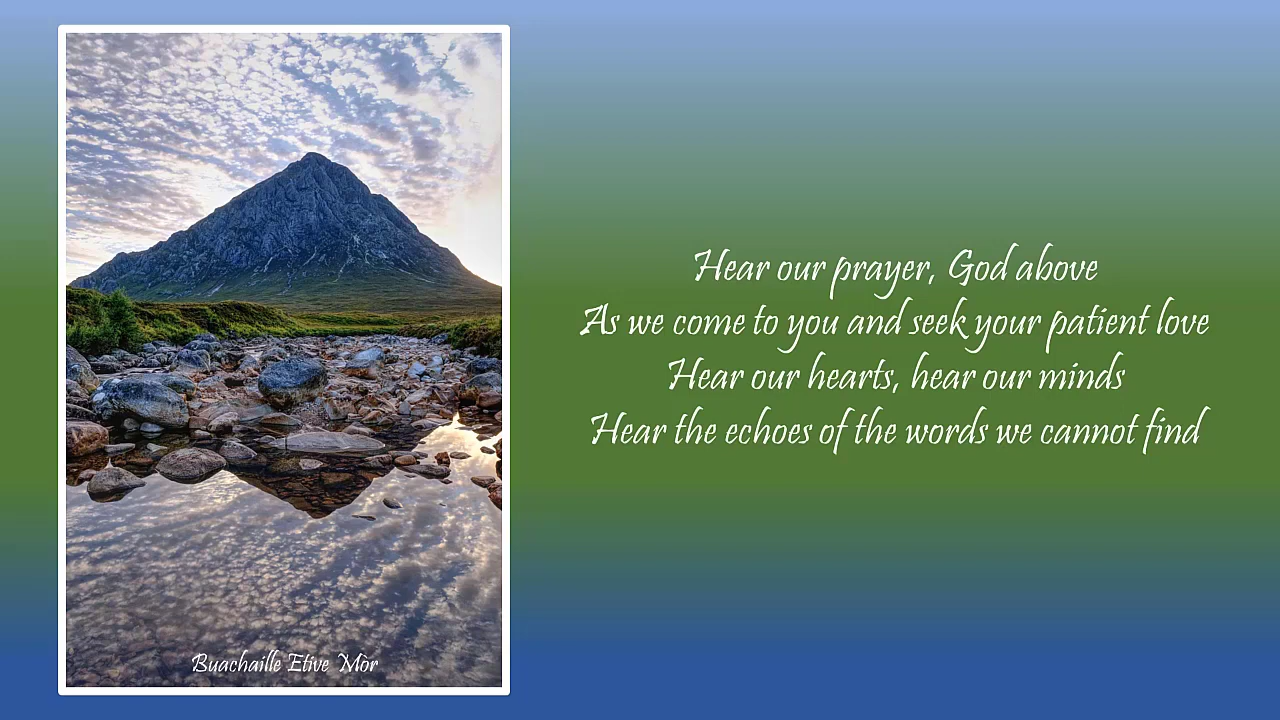 Hear our prayer, God above
As we come to you and seek your patient love
Hear our hearts, hear our minds
Hear the echoes of the words we cannot find
Buachaille Etive Mòr